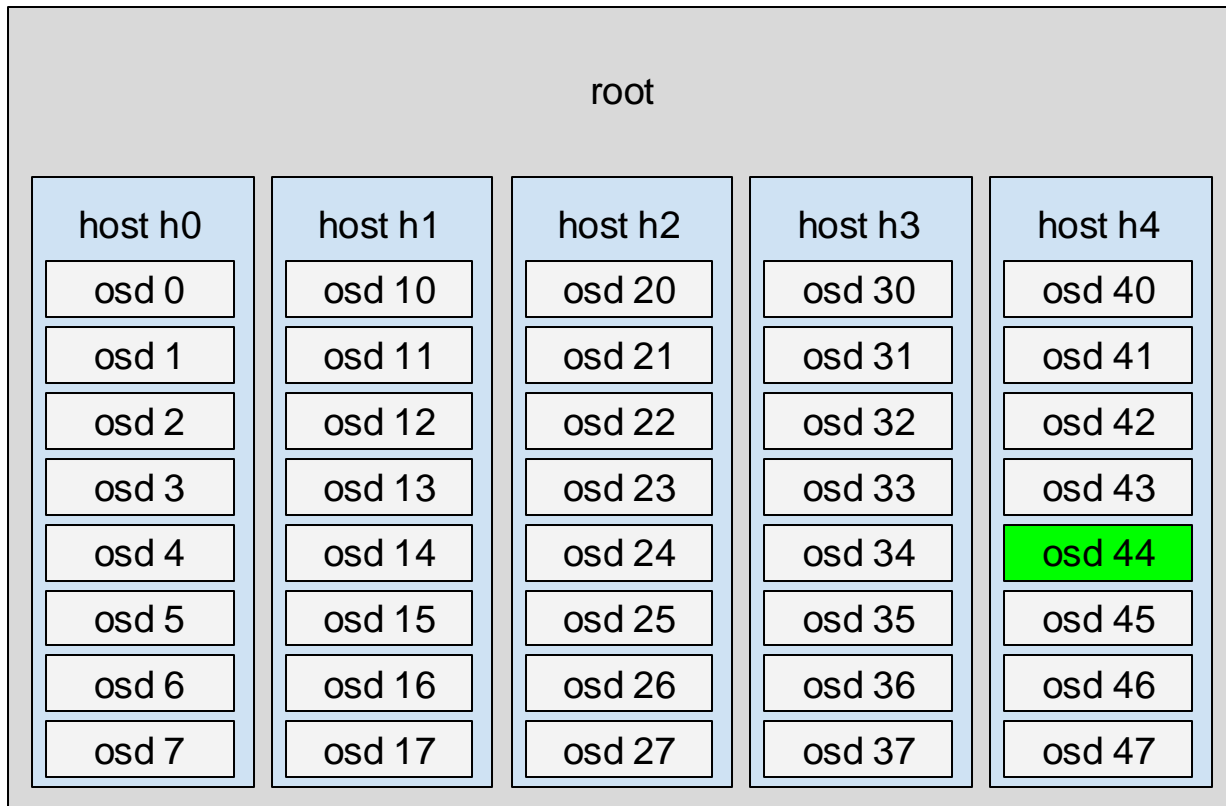 root
host h0
osd 0
osd 1
osd 2
osd 3
osd 4
osd 5
osd 6
osd 7
host h1
osd 10
osd 11
osd 12
osd 13
osd 14
osd 15
osd 16
osd 17
host h2
osd 20
osd 21
osd 22
osd 23
osd 24
osd 25
osd 26
osd 27
host h3
osd 30
osd 31
osd 32
osd 33
osd 34
osd 35
osd 36
osd 37
host h4
osd 40
osd 41
osd 42
osd 43
osd 44
osd 45
osd 46
osd 47